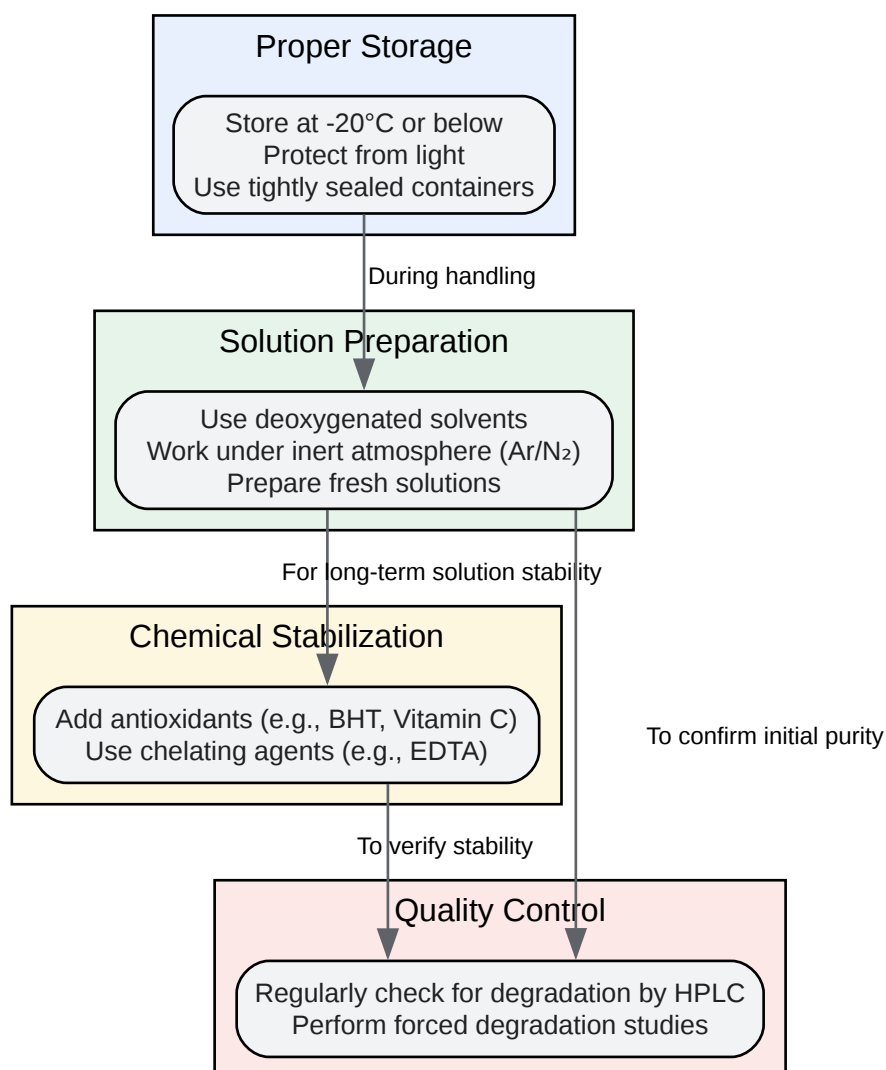 Proper Storage
Store at -20°C or below
Protect from light
Use tightly sealed containers
During handling
Solution Preparation
Use deoxygenated solvents
Work under inert atmosphere (Ar/N₂)
Prepare fresh solutions
For long-term solution stability
Chemical Stabilization
Add antioxidants (e.g., BHT, Vitamin C)
Use chelating agents (e.g., EDTA)
To confirm initial purity
To verify stability
Quality Control
Regularly check for degradation by HPLC
Perform forced degradation studies